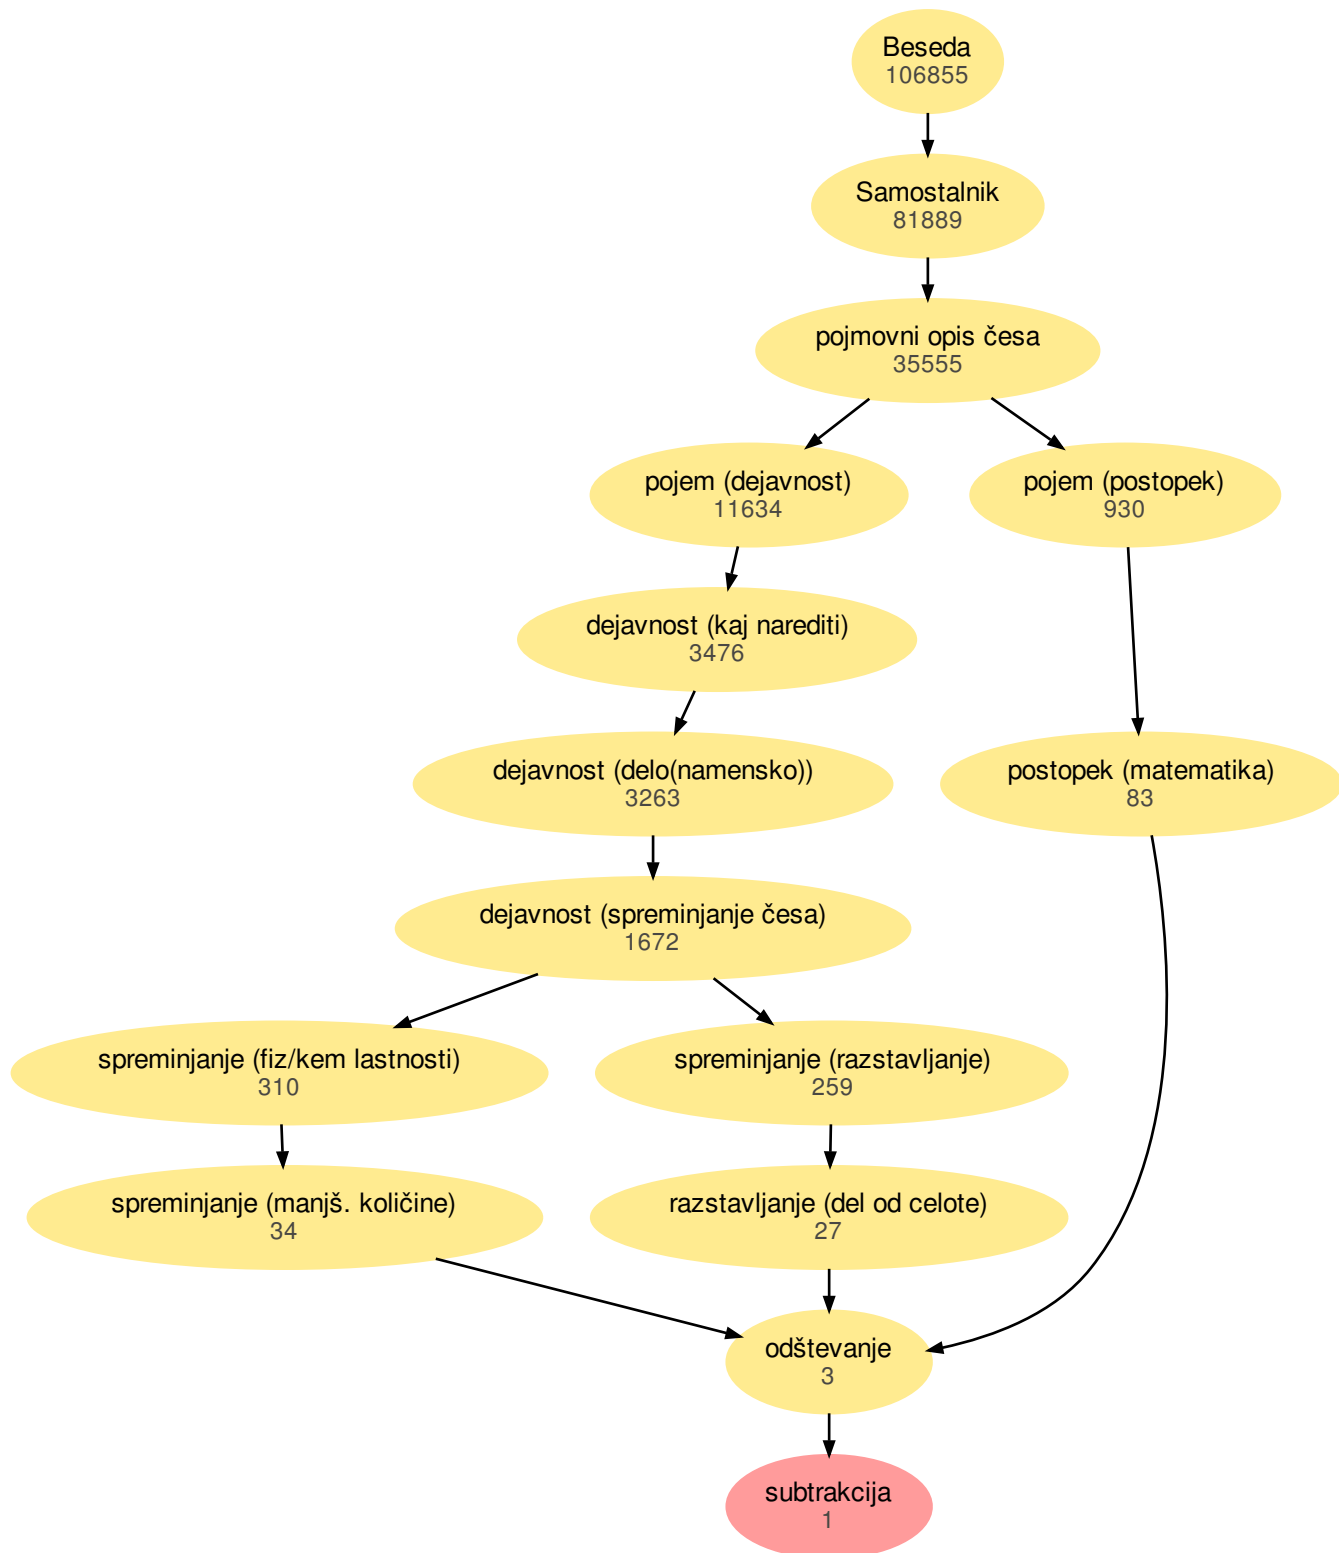 Beseda
106855
Samostalnik
81889
pojmovni opis česa
35555
pojem (dejavnost)
11634
pojem (postopek)
930
dejavnost (kaj narediti)
3476
dejavnost (delo(namensko))
3263
postopek (matematika)
83
dejavnost (spreminjanje česa)
1672
spreminjanje (fiz/kem lastnosti)
310
spreminjanje (razstavljanje)
259
spreminjanje (manjš. količine)
34
razstavljanje (del od celote)
27
odštevanje
3
subtrakcija
1